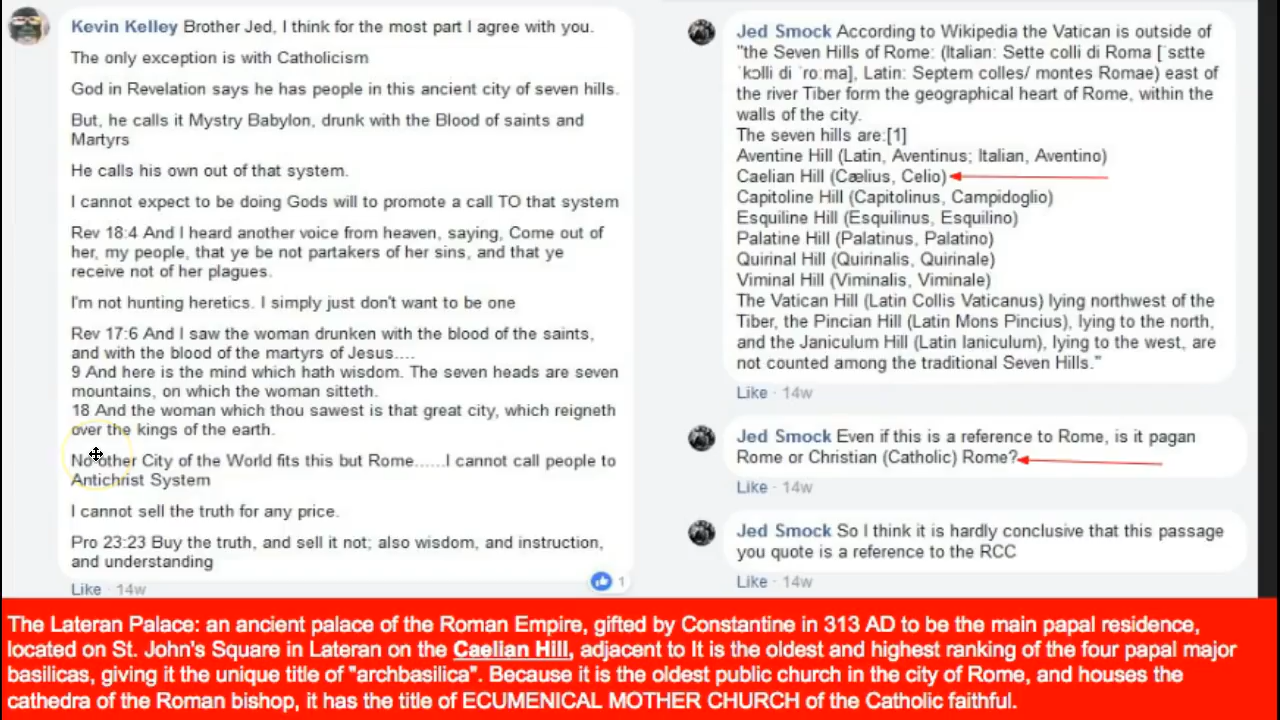 Kevin Kelley Brother Jed, I think for the most part I agree with you.
The only exception is with Catholicism
God in Revelation says he has people in this ancient city of seven hills.
But, he calls it Mystry Babylon, drunk with the Blood of saints and
Martyrs
He calls his own out of that system.
I cannot expect to be doing Gods will to promote a call TO that system
Rev 18:4 And I heard another voice from heaven, saying, Come out of
her, my people, that ye be not partakers of her sins, and that ye
receive not of her plagues.
I'm not hunting heretics. I simply just don't want to be one
Rev 17:6 And I saw the woman drunken with the blood of the saints,
and with the blood of the martyrs of Jesus....
9 And here is the mind which hath wisdom. The seven heads are seven
mountains, on which the woman sitteth.
18 And the woman which thou sawest is that great city, which reigneth
over the kings of the earth.
No other City of the World fits this but Rome......I cannot call people to
Antichrist System
I cannot sell the truth for any price.
Pro 23:23 Buy the truth, and sell it not; also wisdom, and instruction,
and understanding
Like · 14w
1
Jed Smock According to Wikipedia the Vatican is outside of
"the Seven Hills of Rome: (Italian: Sette colli di Roma [ˈsɛtte
ˈkɔlli di ˈroːma], Latin: Septem colles/ montes Romae) east of
the river Tiber form the geographical heart of Rome, within the
walls of the city.
The seven hills are:[1]
Aventine Hill (Latin, Aventinus; Italian, Aventino)
Caelian Hill (Cælius, Celio)
Capitoline Hill (Capitolinus, Campidoglio)
Esquiline Hill (Esquilinus, Esquilino)
Palatine Hill (Palatinus, Palatino)
Quirinal Hill (Quirinalis, Quirinale)
Viminal Hill (Viminalis, Viminale)
The Vatican Hill (Latin Collis Vaticanus) lying northwest of the
Tiber, the Pincian Hill (Latin Mons Pincius), lying to the north,
and the Janiculum Hill (Latin Ianiculum), lying to the west, are
not counted among the traditional Seven Hills."
Like · 14w
Jed Smock Even if this is a reference to Rome, is it pagan
Rome or Christian (Catholic) Rome?
Like · 14w
Jed Smock So I think it is hardly conclusive that this passage
you quote is a reference to the RCC
Like · 14w
The Lateran Palace: an ancient palace of the Roman Empire, gifted by Constantine in 313 AD to be the main papal residence,
located on St. John's Square in Lateran on the Caelian Hill, adjacent to It is the oldest and highest ranking of the four papal major
basilicas, giving it the unique title of "archbasilica". Because it is the oldest public church in the city of Rome, and houses the
cathedra of the Roman bishop, it has the title of ECUMENICAL MOTHER CHURCH of the Catholic faithful.